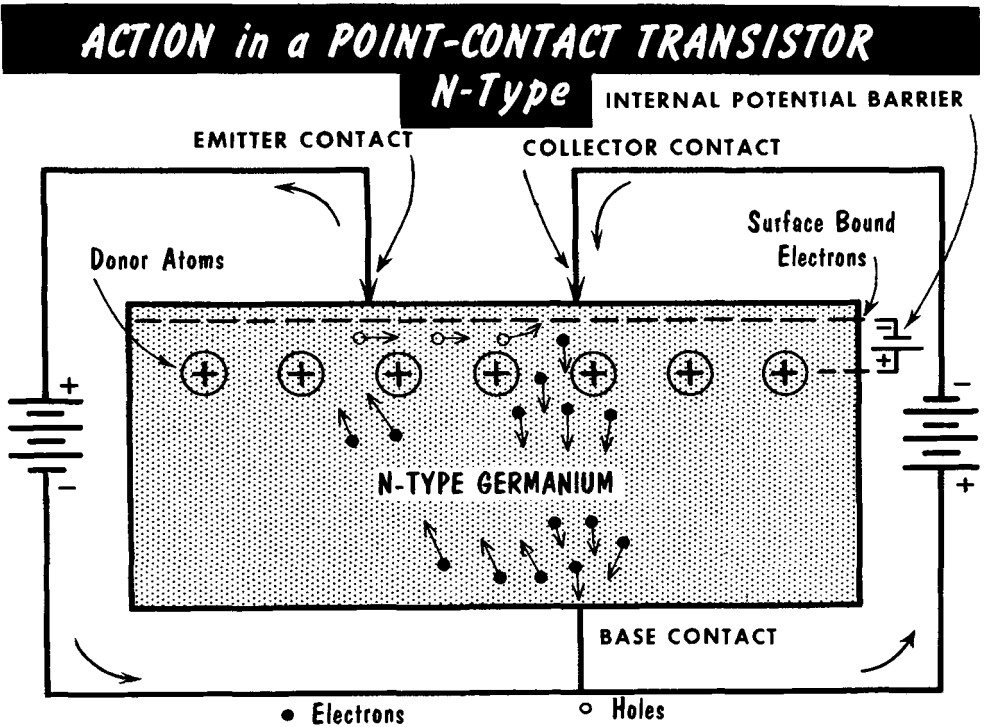 ACTION in a POINT-CONTACT TRANSISTOR
N-Type
INTERNAL POTENTIAL BARRIER
EMITTER CONTACT
COLLECTOR CONTACT
Surface Bound
Electrons
Donor Atoms
−
+
+ + + + + + +
+
−
−
+
N-TYPE GERMANIUM
BASE CONTACT
Electrons
Holes